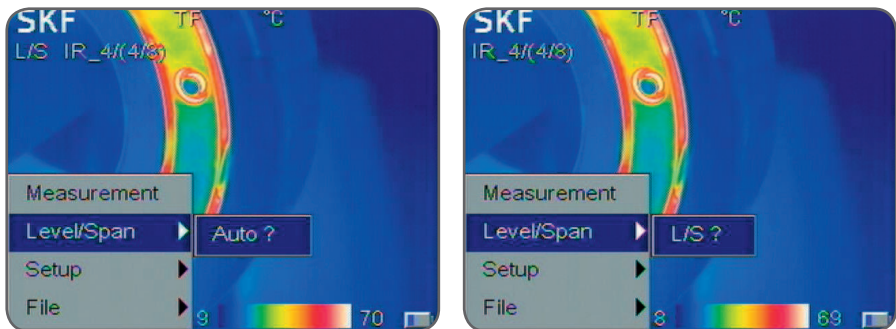 SKF TF °C
L/S IR_4/(4/8)
Measurement
Level/Span Auto ?
Setup
File
9 70
SKF TF °C
IR_4/(4/8)
Measurement
Level/Span L/S ?
Setup
File
8 69